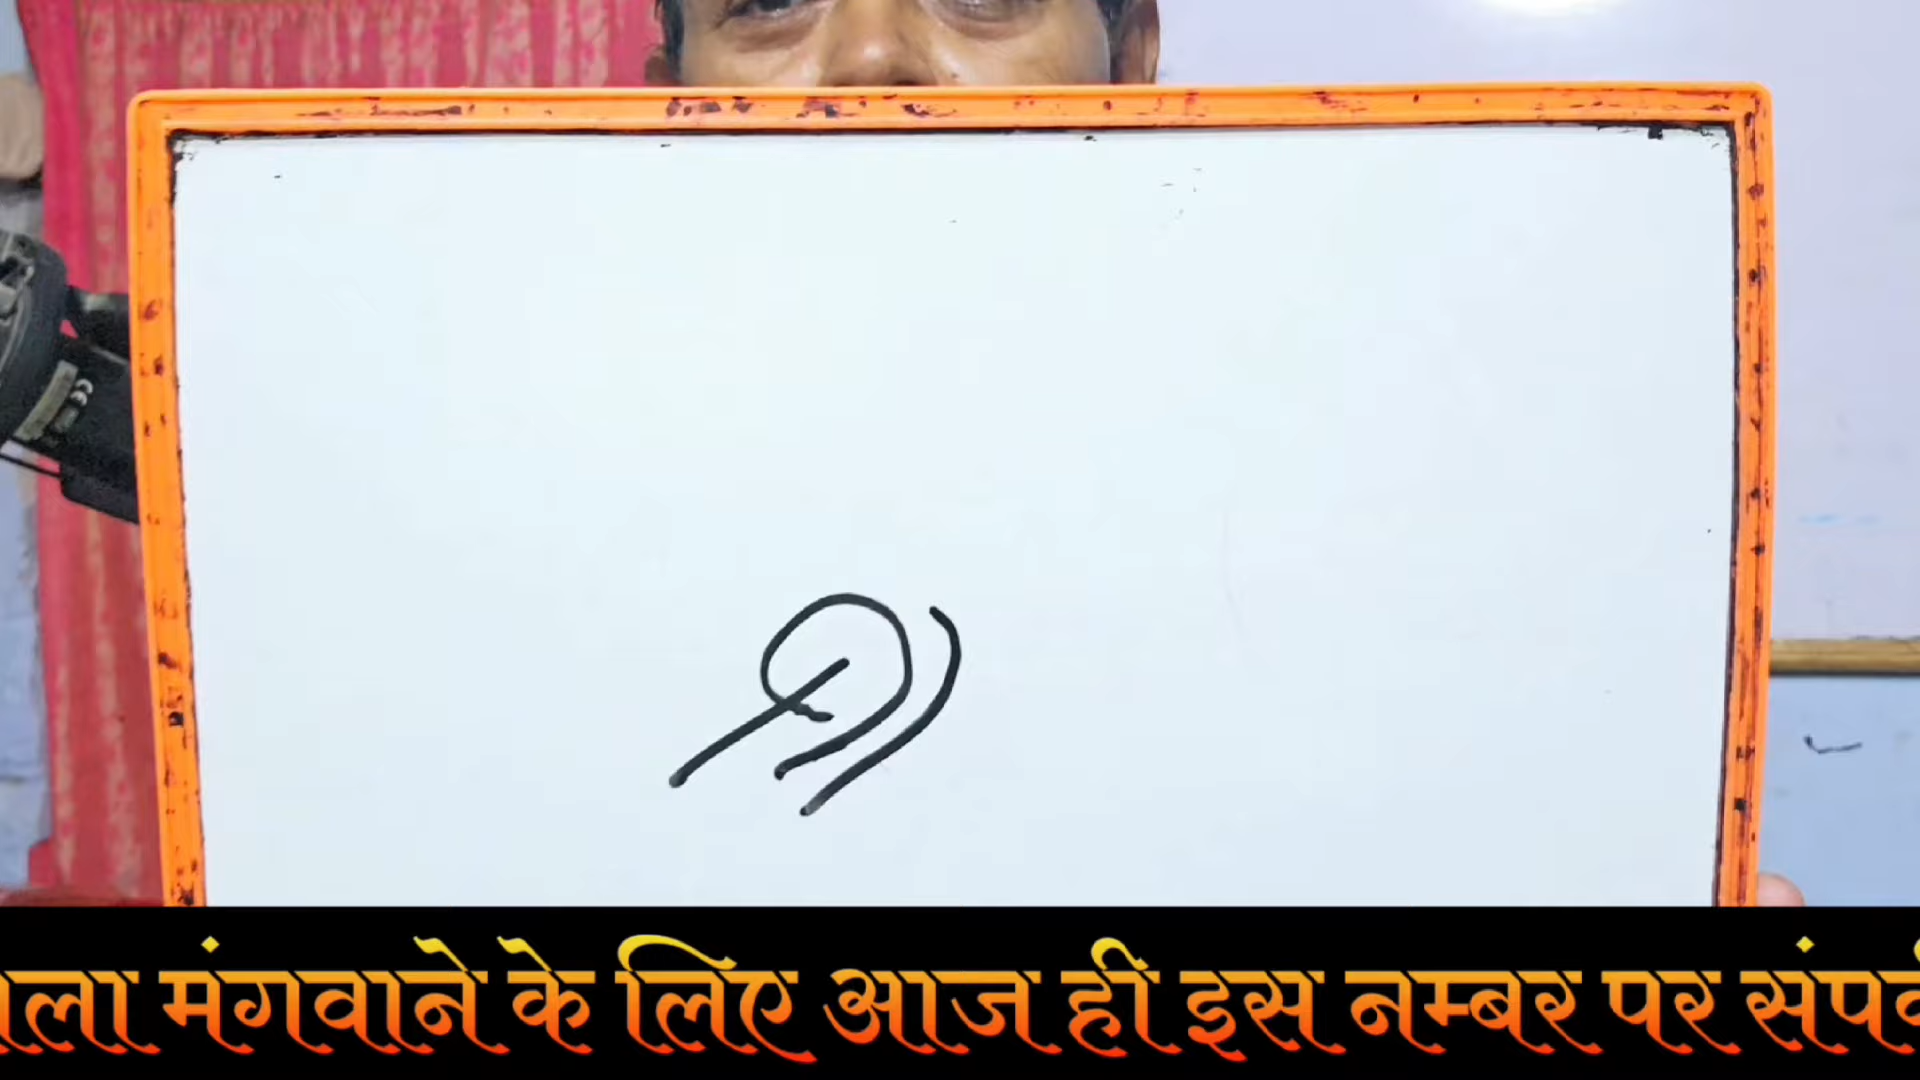 मंगवाने के लिए आज ही इस नम्बर पर